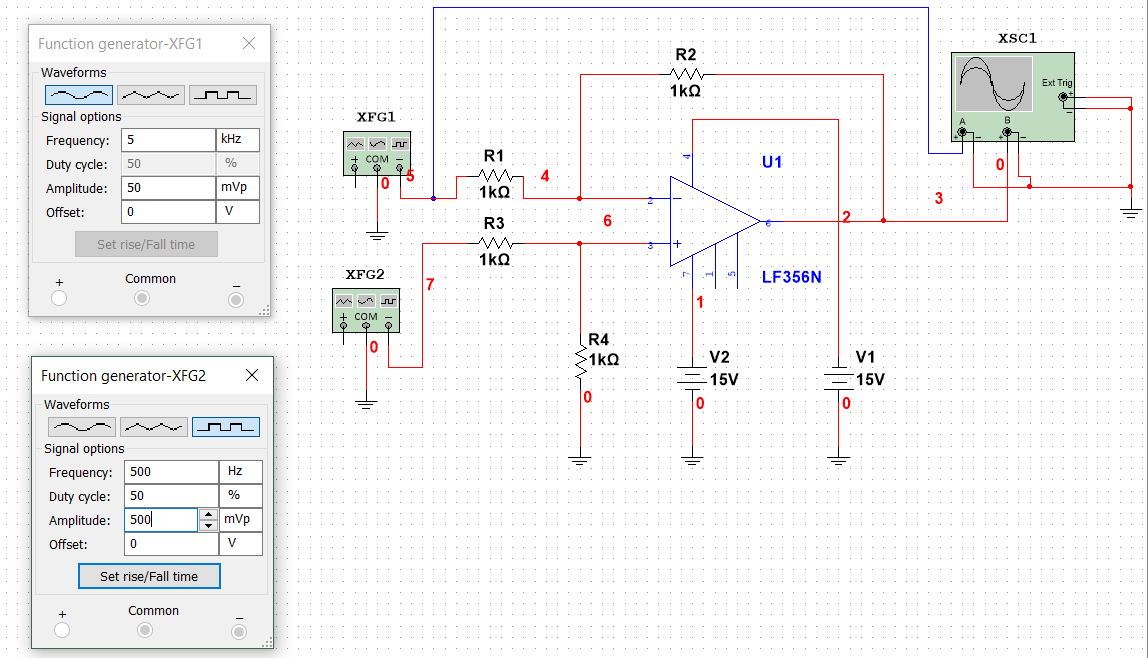 Function generator-XFG1
Waveforms
Signal options
Frequency: 5 kHz
Duty cycle: 50 %
Amplitude: 50 mVp
Offset: 0 V
Set rise/Fall time
+ Common −
Function generator-XFG2
Waveforms
Signal options
Frequency: 500 Hz
Duty cycle: 50 %
Amplitude: 500 mVp
Offset: 0 V
Set rise/Fall time
+ Common −
XFG1
+ COM −
5
0
R1
1kΩ
4
R2
1kΩ
R3
1kΩ
6
XFG2
+ COM −
7
0
R4
1kΩ
0
U1
4
2 −
3 +
6
7 1 5
LF356N
1
2
3
V2
15V
0
V1
15V
0
XSC1
Ext Trig
+
−
A B
+ − + −
0